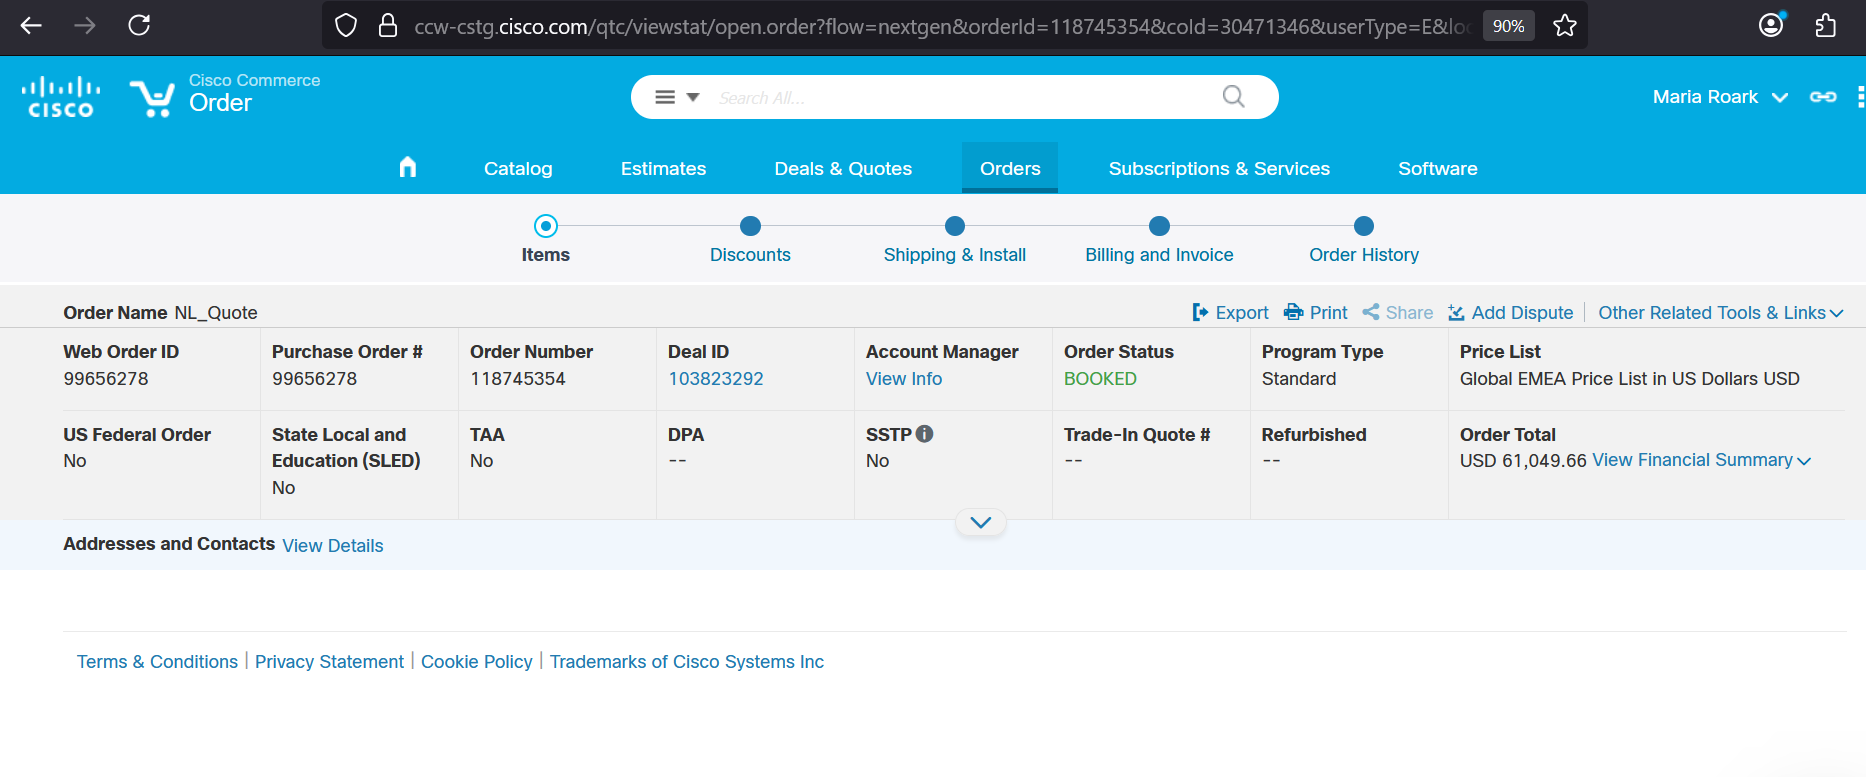 ccw-cstg.cisco.com/qtc/viewstat/open.order?flow=nextgen&orderId=118745354&coId=30471346&userType=E&loc
90%
CISCO
Cisco Commerce
Order
Search All...
Maria Roark
Catalog Estimates Deals & Quotes Orders Subscriptions & Services Software
Items Discounts Shipping & Install Billing and Invoice Order History
Order Name NL_Quote
Export Print Share Add Dispute Other Related Tools & Links
Web Order ID Purchase Order # Order Number Deal ID Account Manager Order Status Program Type Price List
99656278 99656278 118745354 103823292 View Info BOOKED Standard Global EMEA Price List in US Dollars USD
US Federal Order State Local and TAA DPA SSTP Trade-In Quote # Refurbished Order Total
No Education (SLED) No -- No -- -- USD 61,049.66 View Financial Summary
No
Addresses and Contacts View Details
Terms & Conditions | Privacy Statement | Cookie Policy | Trademarks of Cisco Systems Inc